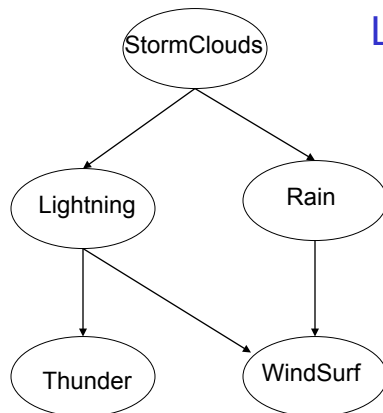 StormClouds
L
Lightning
Rain
Thunder
WindSurf